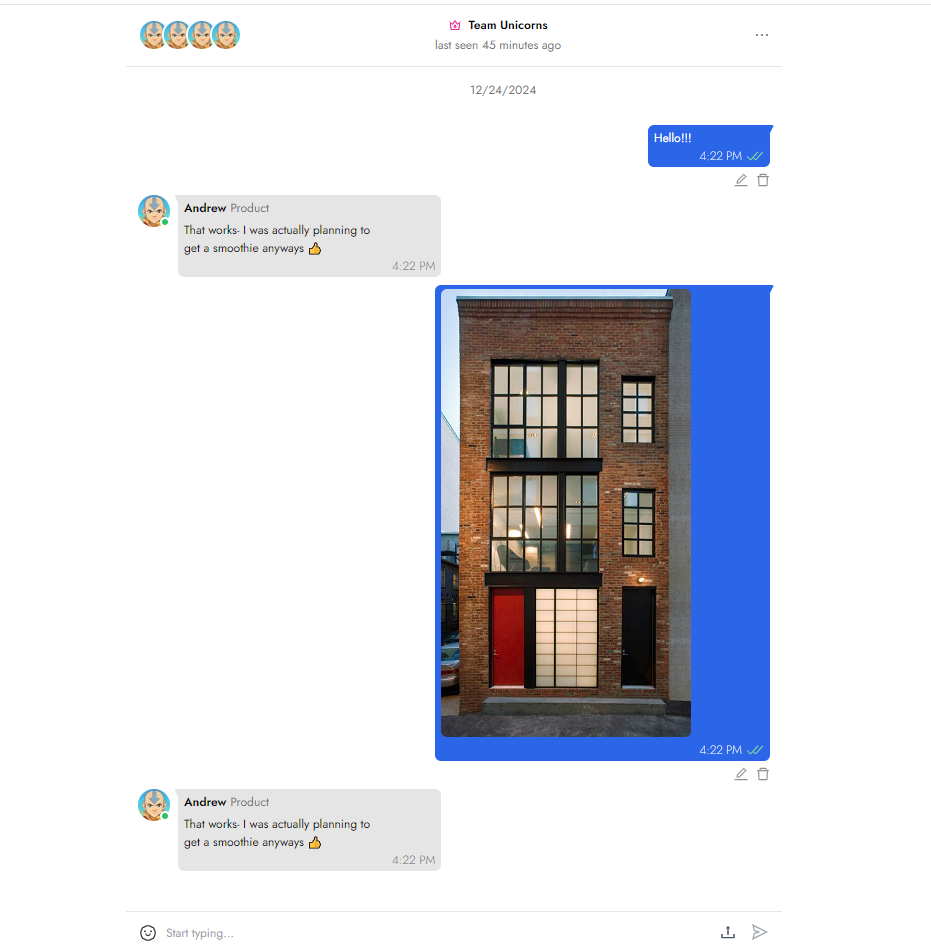 Team Unicorns
last seen 45 minutes ago
12/24/2024
Hello!!!
4:22 PM
Andrew Product
That works- I was actually planning to
get a smoothie anyways 👍
4:22 PM
4:22 PM
Andrew Product
That works- I was actually planning to
get a smoothie anyways 👍
4:22 PM
Start typing...